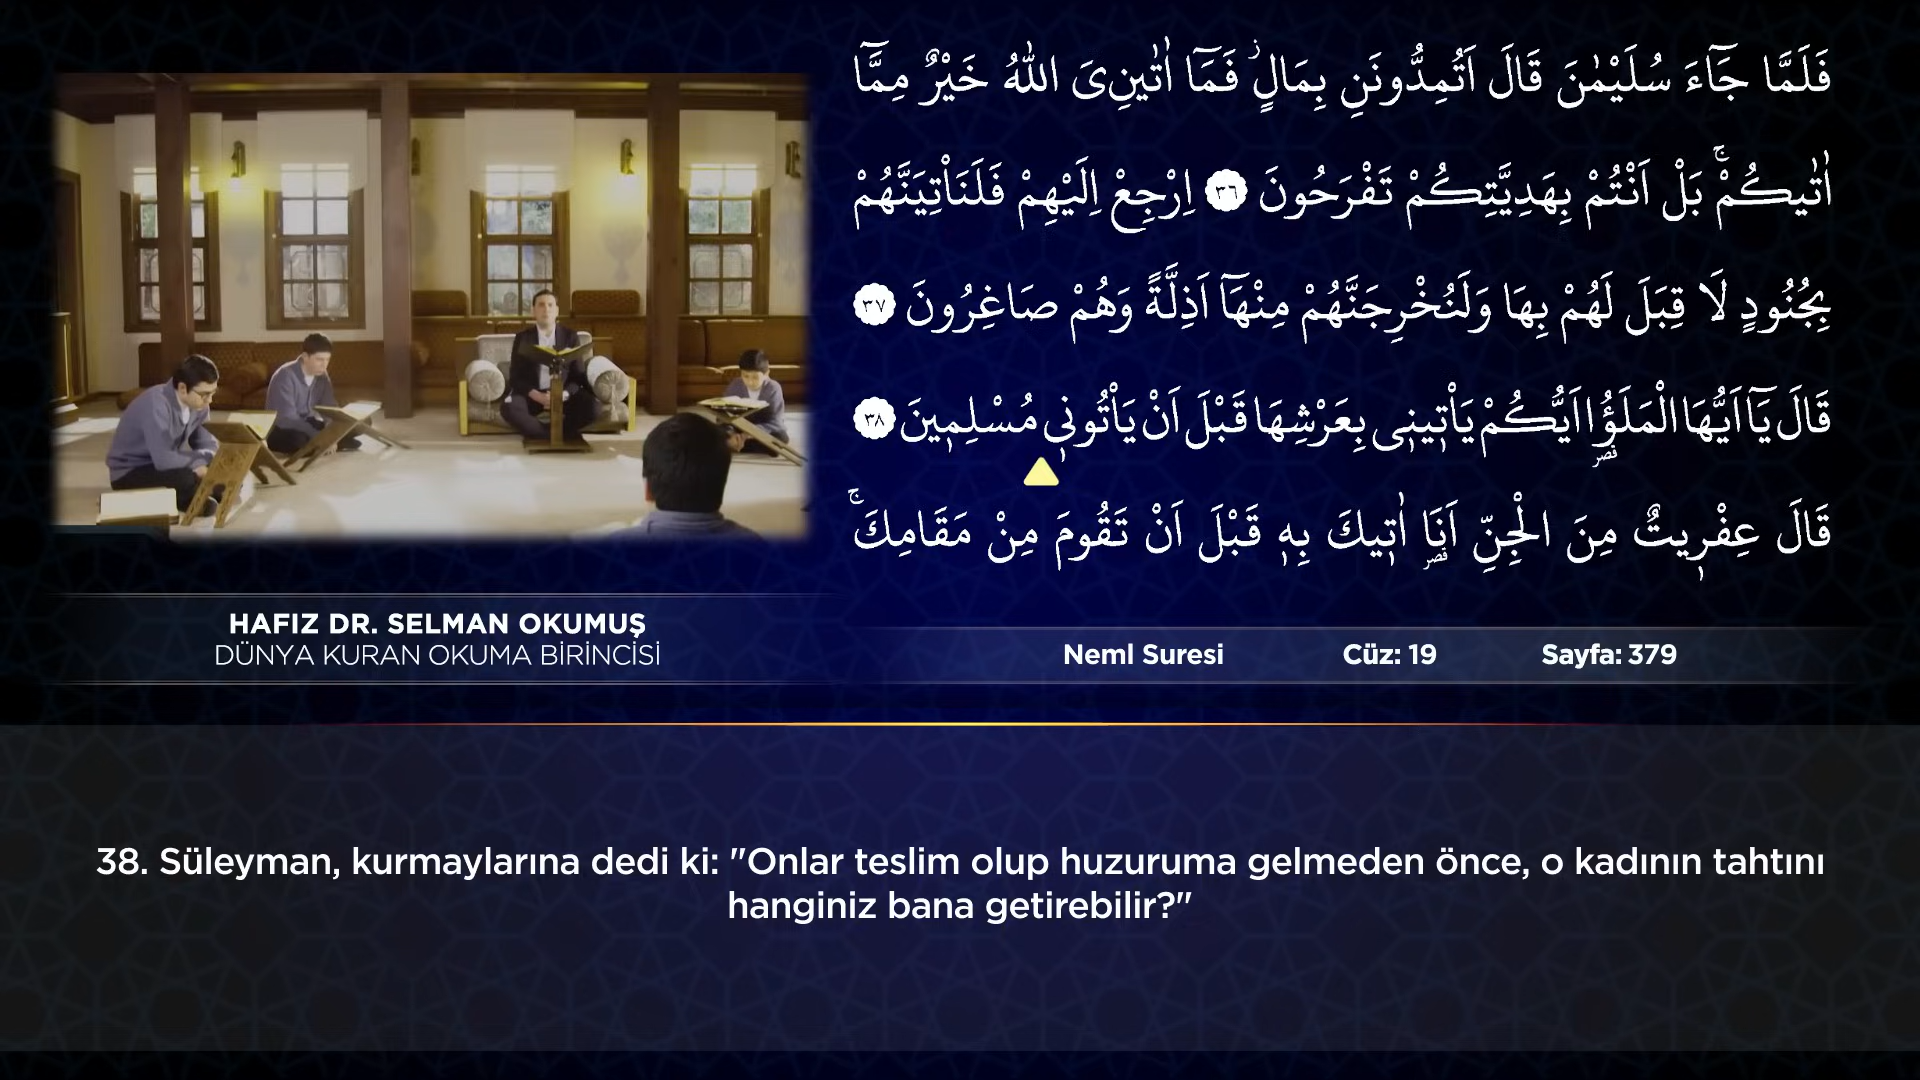 فَلَمَّا جَٓاءَ سُلَيْمٰنَ قَالَ اَتُمِدُّونَنِ بِمَالٍۘ فَمَٓا اٰتٰينِيَ اللّٰهُ خَيْرٌ مِمَّٓا
اٰتٰيكُمْۚ بَلْ اَنْتُمْ بِهَدِيَّتِكُمْ تَفْرَحُونَ ٣٦ اِرْجِعْ اِلَيْهِمْ فَلَنَأْتِيَنَّهُمْ
بِجُنُودٍ لَا قِبَلَ لَهُمْ بِهَا وَلَنُخْرِجَنَّهُمْ مِنْهَٓا اَذِلَّةً وَهُمْ صَاغِرُونَ ٣٧
قَالَ يَٓا اَيُّهَا الْمَلَؤُ۬ا اَيُّكُمْ يَأْت۪ين۪ي بِعَرْشِهَا قَبْلَ اَنْ يَأْتُون۪ي مُسْلِم۪ينَ ٣٨
قَالَ عِفْر۪يتٌ مِنَ الْجِنِّ اَنَا۬ اٰت۪يكَ بِه۪ قَبْلَ اَنْ تَقُومَ مِنْ مَقَامِكَۚ
HAFIZ DR. SELMAN OKUMUŞ
DÜNYA KURAN OKUMA BİRİNCİSİ
Neml Suresi Cüz: 19 Sayfa: 379
38. Süleyman, kurmaylarına dedi ki: "Onlar teslim olup huzuruma gelmeden önce, o kadının tahtını
hanginiz bana getirebilir?"